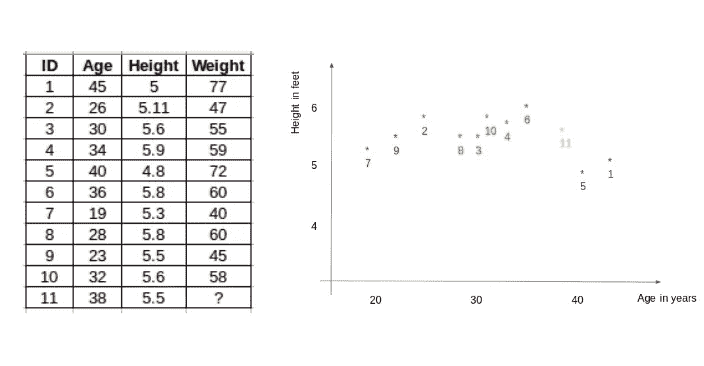 ID Age Height Weight
1 45 5 77
2 26 5.11 47
3 30 5.6 55
4 34 5.9 59
5 40 4.8 72
6 36 5.8 60
7 19 5.3 40
8 28 5.8 60
9 23 5.5 45
10 32 5.6 58
11 38 5.5 ?
Height in feet
6
5
4
7
9
2
8
3
10
4
6
11
5
1
20 30 40 Age in years